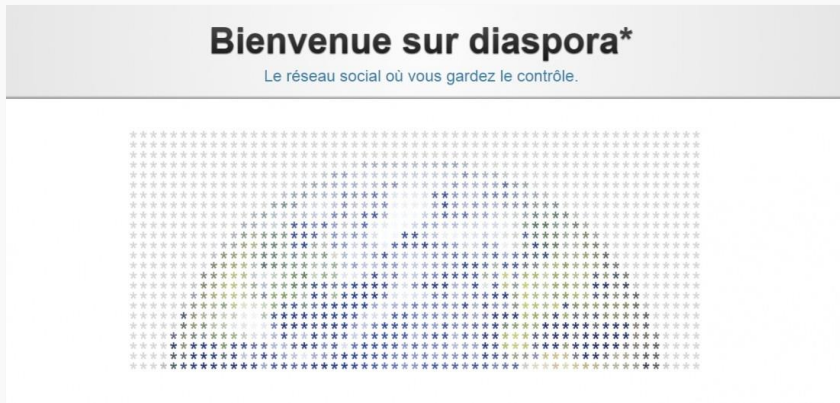 Bienvenue sur diaspora*
Le réseau social où vous gardez le contrôle.